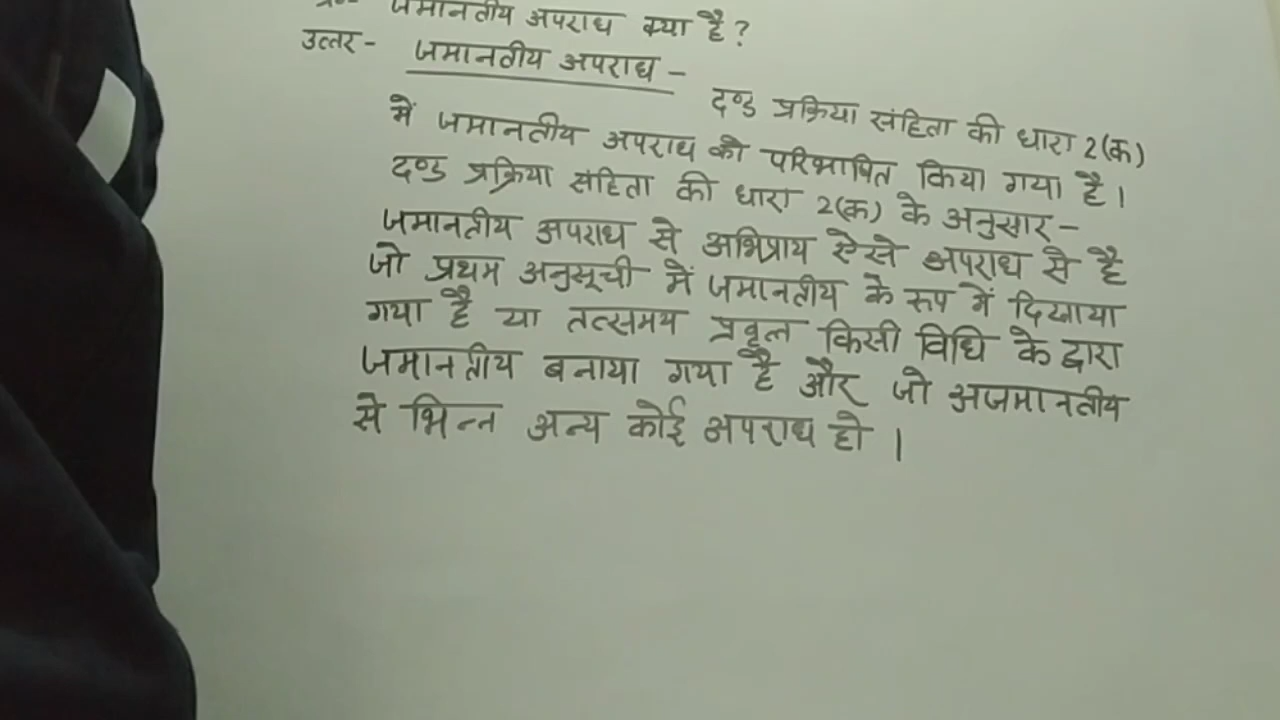 प्र०- जमानतीय अपराध क्या है?
उत्तर- जमानतीय अपराध -
दण्ड प्रक्रिया संहिता की धारा 2(क)
में जमानतीय अपराध को परिभाषित किया गया है।
दण्ड प्रक्रिया संहिता की धारा 2(क) के अनुसार-
जमानतीय अपराध से अभिप्राय ऐसे अपराध से है
जो प्रथम अनुसूची में जमानतीय के रूप में दिखाया
गया है या तत्समय प्रवृत्त किसी विधि के द्वारा
जमानतीय बनाया गया है और जो अजमानतीय
से भिन्न अन्य कोई अपराध हो ।